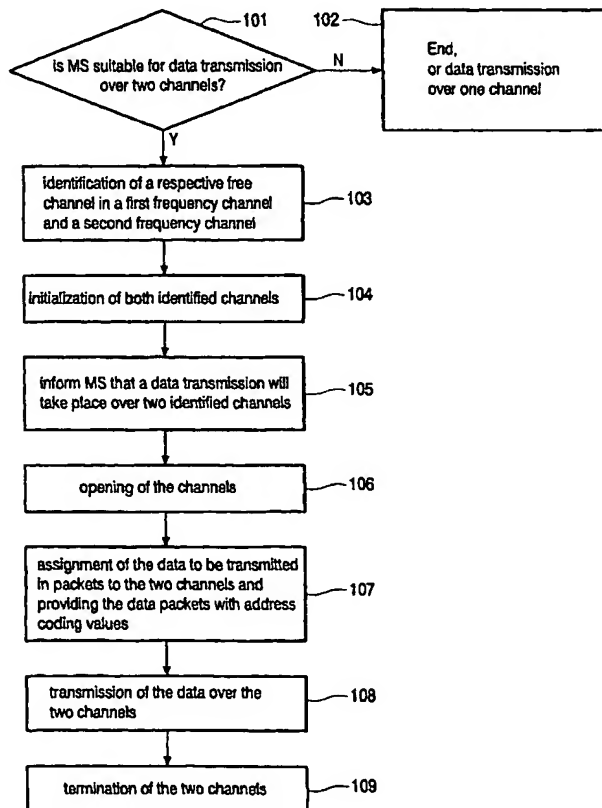 101
is MS suitable for data transmission
over two channels?
N
102
End,
or data transmission
over one channel
Y
identification of a respective free
channel in a first frequency channel
and a second frequency channel
103
initialization of both identified channels
104
inform MS that a data transmission will
take place over two identified channels
105
opening of the channels
106
assignment of the data to be transmitted
in packets to the two channels and
providing the data packets with address
coding values
107
transmission of the data over the
two channels
108
termination of the two channels
109